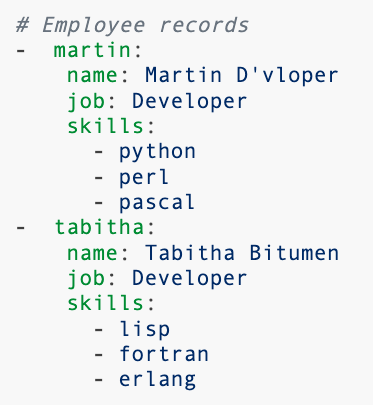 # Employee records
-  martin:
    name: Martin D'vloper
    job: Developer
    skills:
      - python
      - perl
      - pascal
-  tabitha:
    name: Tabitha Bitumen
    job: Developer
    skills:
      - lisp
      - fortran
      - erlang